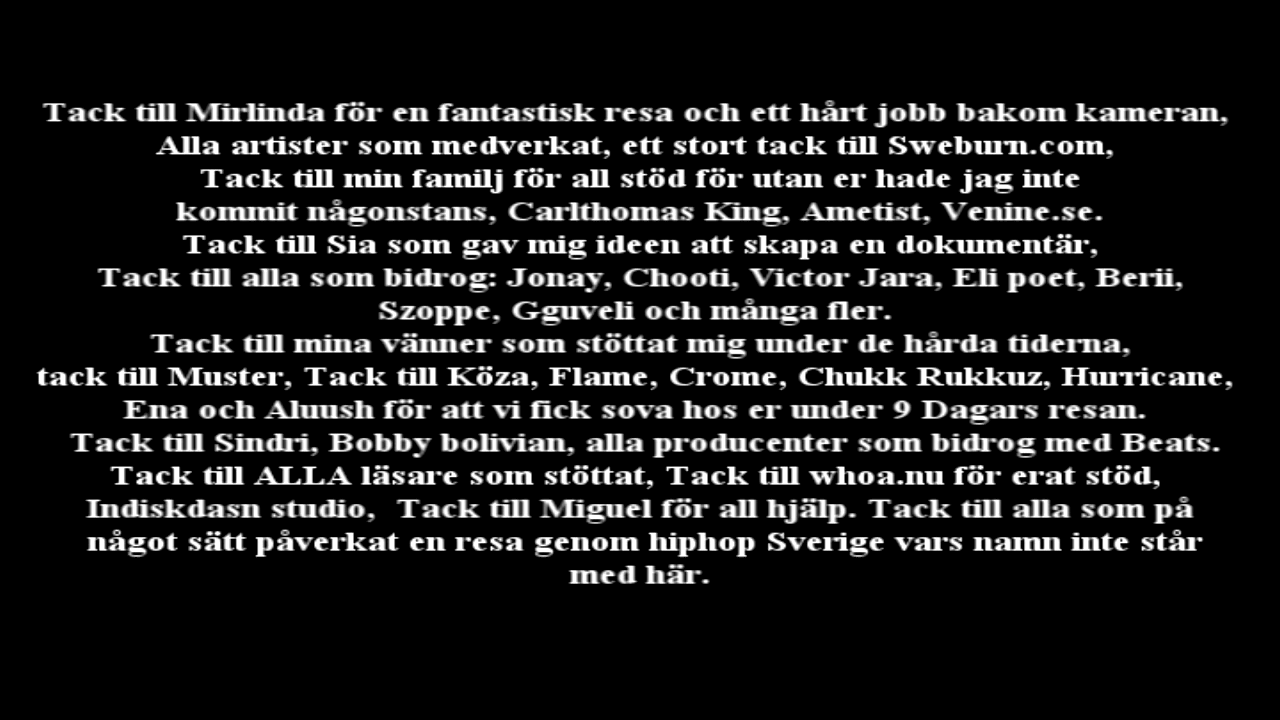 Tack till Mirlinda för en fantastisk resa och ett hårt jobb bakom kameran,
Alla artister som medverkat, ett stort tack till Sweburn.com,
Tack till min familj för all stöd för utan er hade jag inte
kommit någonstans, Carlthomas King, Ametist, Venine.se.
Tack till Sia som gav mig ideen att skapa en dokumentär,
Tack till alla som bidrog: Jonay, Chooti, Victor Jara, Eli poet, Berii,
Szoppe, Gguveli och många fler.
Tack till mina vänner som stöttat mig under de hårda tiderna,
tack till Muster, Tack till Köza, Flame, Crome, Chukk Rukkuz, Hurricane,
Ena och Aluush för att vi fick sova hos er under 9 Dagars resan.
Tack till Sindri, Bobby bolivian, alla producenter som bidrog med Beats.
Tack till ALLA läsare som stöttat, Tack till whoa.nu för erat stöd,
Indiskdasn studio,  Tack till Miguel för all hjälp. Tack till alla som på
något sätt påverkat en resa genom hiphop Sverige vars namn inte står
med här.